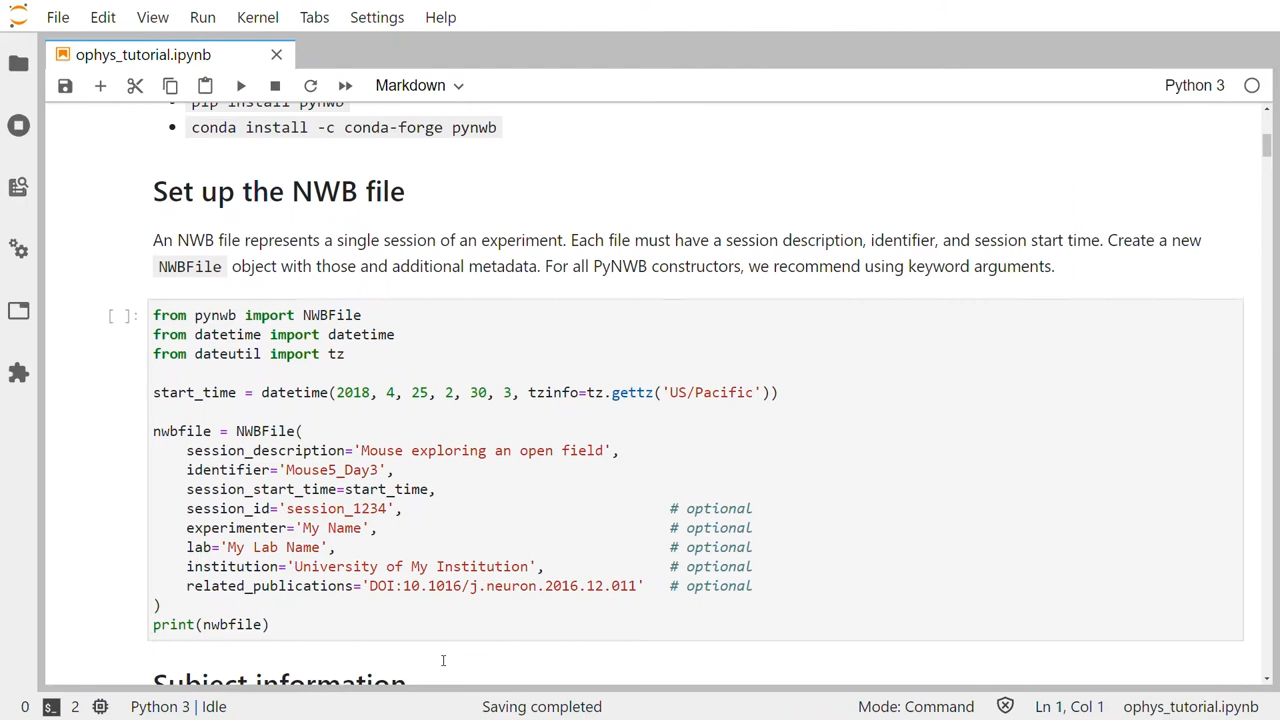 File Edit View Run Kernel Tabs Settings Help
ophys_tutorial.ipynb
Markdown Python 3
pip install pynwb
conda install -c conda-forge pynwb
Set up the NWB file
An NWB file represents a single session of an experiment. Each file must have a session description, identifier, and session start time. Create a new
NWBFile object with those and additional metadata. For all PyNWB constructors, we recommend using keyword arguments.
[ ]: from pynwb import NWBFile
from datetime import datetime
from dateutil import tz
start_time = datetime(2018, 4, 25, 2, 30, 3, tzinfo=tz.gettz('US/Pacific'))
nwbfile = NWBFile(
session_description='Mouse exploring an open field',
identifier='Mouse5_Day3',
session_start_time=start_time,
session_id='session_1234', # optional
experimenter='My Name', # optional
lab='My Lab Name', # optional
institution='University of My Institution', # optional
related_publications='DOI:10.1016/j.neuron.2016.12.011' # optional
)
print(nwbfile)
Subject information
0 2 Python 3 | Idle Saving completed Mode: Command Ln 1, Col 1 ophys_tutorial.ipynb